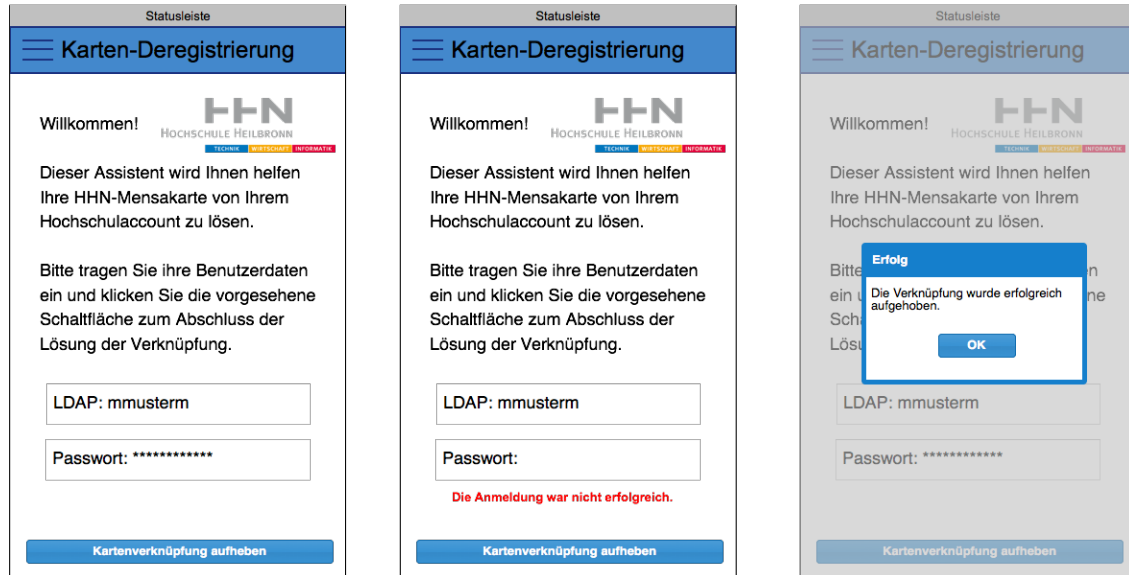 Statusleiste
Karten-Deregistrierung
Willkommen!
HHN
HOCHSCHULE HEILBRONN
TECHNIK WIRTSCHAFT INFORMATIK
Dieser Assistent wird Ihnen helfen
Ihre HHN-Mensakarte von Ihrem
Hochschulaccount zu lösen.
Bitte tragen Sie ihre Benutzerdaten
ein und klicken Sie die vorgesehene
Schaltfläche zum Abschluss der
Lösung der Verknüpfung.
LDAP: mmusterm
Passwort: ************
Kartenverknüpfung aufheben
Statusleiste
Karten-Deregistrierung
Willkommen!
HHN
HOCHSCHULE HEILBRONN
TECHNIK WIRTSCHAFT INFORMATIK
Dieser Assistent wird Ihnen helfen
Ihre HHN-Mensakarte von Ihrem
Hochschulaccount zu lösen.
Bitte tragen Sie ihre Benutzerdaten
ein und klicken Sie die vorgesehene
Schaltfläche zum Abschluss der
Lösung der Verknüpfung.
LDAP: mmusterm
Passwort:
Die Anmeldung war nicht erfolgreich.
Kartenverknüpfung aufheben
Statusleiste
Karten-Deregistrierung
Willkommen!
HHN
HOCHSCHULE HEILBRONN
TECHNIK WIRTSCHAFT INFORMATIK
Dieser Assistent wird Ihnen helfen
Ihre HHN-Mensakarte von Ihrem
Hochschulaccount zu lösen.
Bitte
ein
Erfolg
Die Verknüpfung wurde erfolgreich
aufgehoben.
OK
LDAP: mmusterm
Passwort: ************
Kartenverknüpfung aufheben